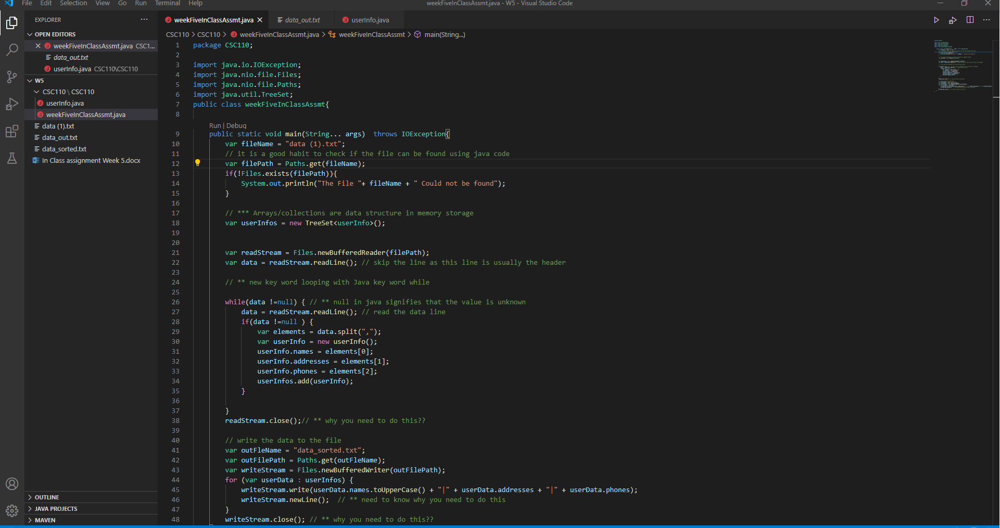 File Edit Selection View Go Run Terminal Help
weekFiveInClassAssmt.java - W5 - Visual Studio Code
EXPLORER ...
OPEN EDITORS
weekFiveInClassAssmt.java CSC1...
data_out.txt
userInfo.java CSC110\CSC110
W5
CSC110 \ CSC110
userInfo.java
weekFiveInClassAssmt.java
data (1).txt
data_out.txt
data_sorted.txt
In Class assignment Week 5.docx
OUTLINE
JAVA PROJECTS
MAVEN
weekFiveInClassAssmt.java data_out.txt userInfo.java
CSC110 > CSC110 > weekFiveInClassAssmt.java > weekFiveInClassAssmt > main(String...)
1 package CSC110;
2
3 import java.io.IOException;
4 import java.nio.file.Files;
5 import java.nio.file.Paths;
6 import java.util.TreeSet;
7 public class weekFiveInClassAssmt{
8
Run | Debug
9 public static void main(String... args)  throws IOException{
10 var fileName = "data (1).txt";
11 // it is a good habit to check if the file can be found using java code
12 var filePath = Paths.get(fileName);
13 if(!Files.exists(filePath)){
14 System.out.println("The File "+ fileName + " Could not be found");
15 }
16
17 // *** Arrays/collections are data structure in memory storage
18 var userInfos = new TreeSet<userInfo>();
19
20
21 var readStream = Files.newBufferedReader(filePath);
22 var data = readStream.readLine(); // skip the line as this line is usually the header
23
24 // ** new key word looping with Java key word while
25
26 while(data !=null) { // ** null in java signifies that the value is unknown
27 data = readStream.readLine(); // read the data line
28 if(data !=null ) {
29 var elements = data.split(",");
30 var userInfo = new userInfo();
31 userInfo.names = elements[0];
32 userInfo.addresses = elements[1];
33 userInfo.phones = elements[2];
34 userInfos.add(userInfo);
35 }
36
37 }
38 readStream.close();// ** why you need to do this??
39
40 // write the data to the file
41 var outFleName = "data_sorted.txt";
42 var outFilePath = Paths.get(outFleName);
43 var writeStream = Files.newBufferedWriter(outFilePath);
44 for (var userData : userInfos) {
45 writeStream.write(userData.names.toUpperCase() + "|" + userData.addresses + "|" + userData.phones);
46 writeStream.newLine();  // ** need to know why you need to do this
47 }
48 writeStream.close(); // ** why you need to do this??